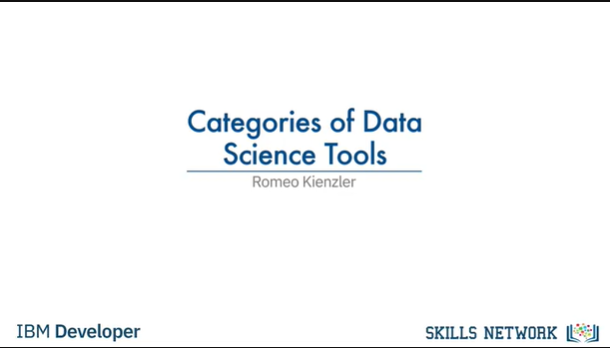 Categories of Data
Science Tools
Romeo Kienzler
IBM Developer
SKILLS NETWORK